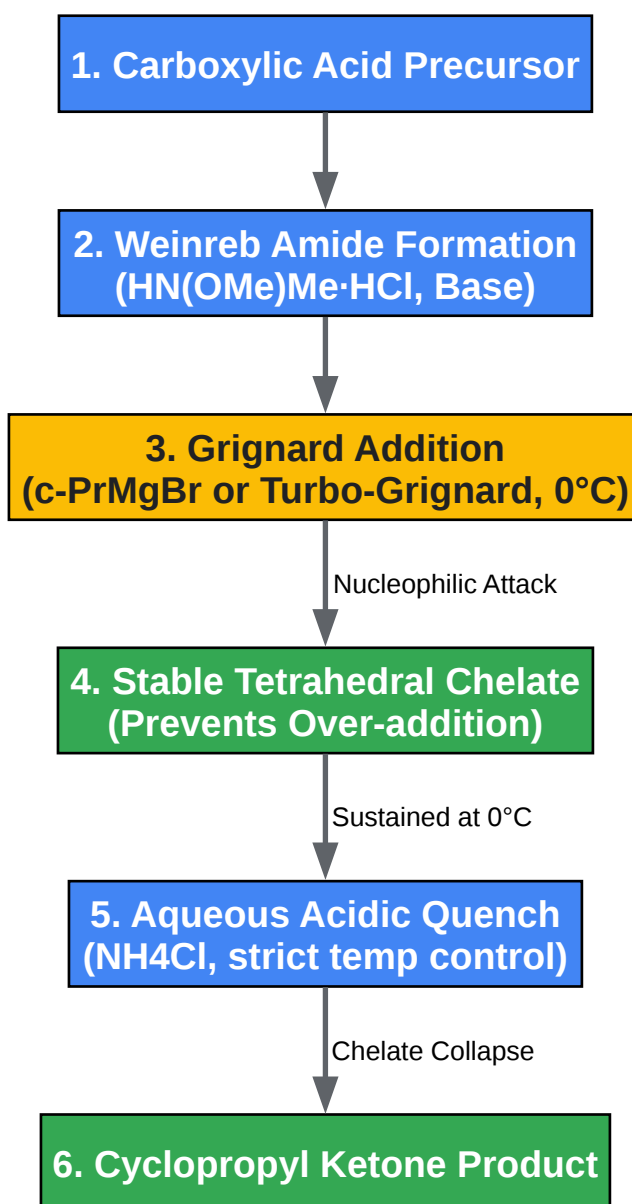 1. Carboxylic Acid Precursor
2. Weinreb Amide Formation
(HN(OMe)Me·HCl, Base)
3. Grignard Addition
(c-PrMgBr or Turbo-Grignard, 0°C)
Nucleophilic Attack
4. Stable Tetrahedral Chelate
(Prevents Over-addition)
Sustained at 0°C
5. Aqueous Acidic Quench
(NH4Cl, strict temp control)
Chelate Collapse
6. Cyclopropyl Ketone Product